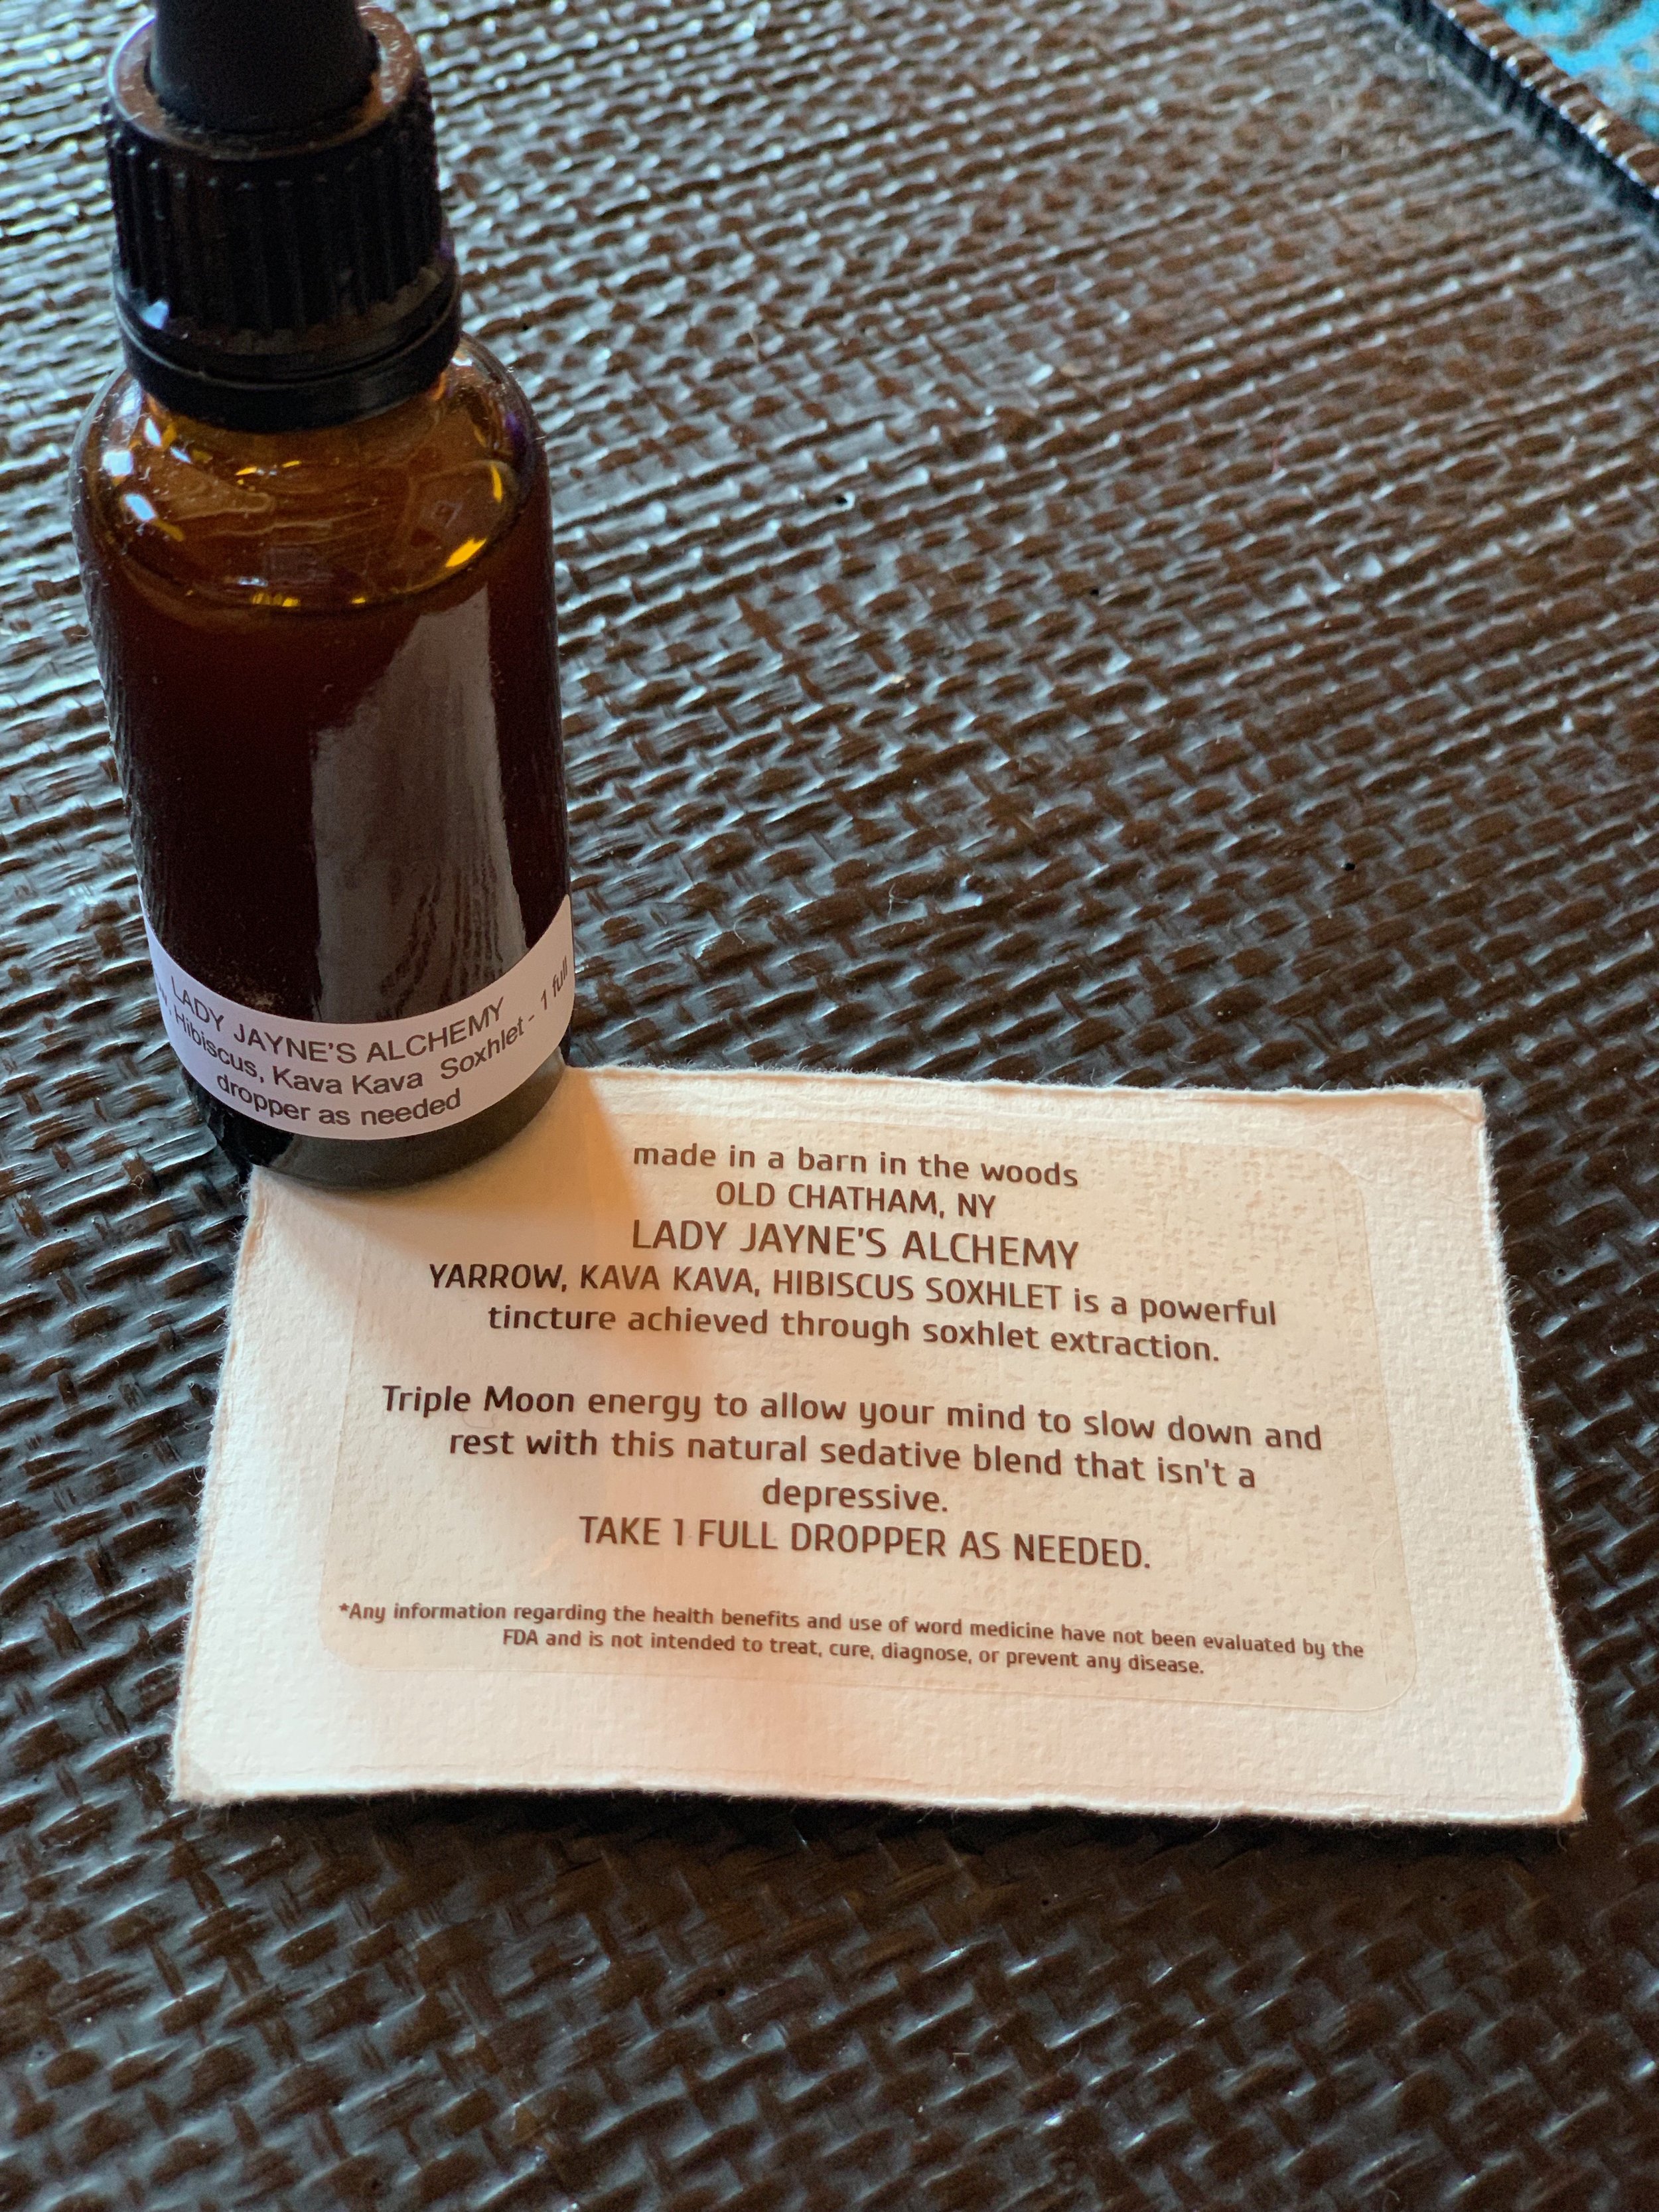 LADY JAYNE'S ALCHEMY
Hibiscus, Kava Kava Soxhlet - 1 full
dropper as needed
made in a barn in the woods
OLD CHATHAM, NY
LADY JAYNE'S ALCHEMY
YARROW, KAVA KAVA, HIBISCUS SOXHLET is a powerful
tincture achieved through soxhlet extraction.
Triple Moon energy to allow your mind to slow down and
rest with this natural sedative blend that isn't a
depressive.
TAKE 1 FULL DROPPER AS NEEDED.
*Any information regarding the health benefits and use of word medicine have not been evaluated by the
FDA and is not intended to treat, cure, diagnose, or prevent any disease.